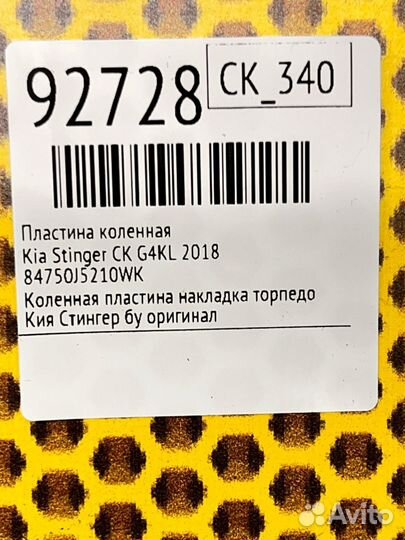 92728
CK_340
Пластина коленная
Kia Stinger CK G4KL 2018
84750J5210WK
Коленная пластина накладка торпедо
Кия Стингер бу оригинал
Avito